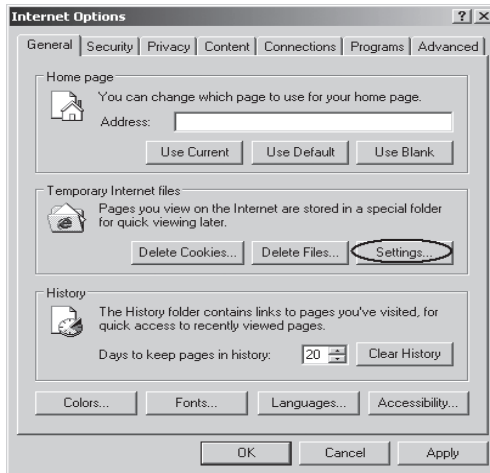 Internet Options
General Security Privacy Content Connections Programs Advanced
Home page
You can change which page to use for your home page.
Address:
Use Current Use Default Use Blank
Temporary Internet files
Pages you view on the Internet are stored in a special folder
for quick viewing later.
Delete Cookies... Delete Files... Settings...
History
The History folder contains links to pages you've visited, for
quick access to recently viewed pages.
Days to keep pages in history: 20 Clear History
Colors... Fonts... Languages... Accessibility...
OK Cancel Apply